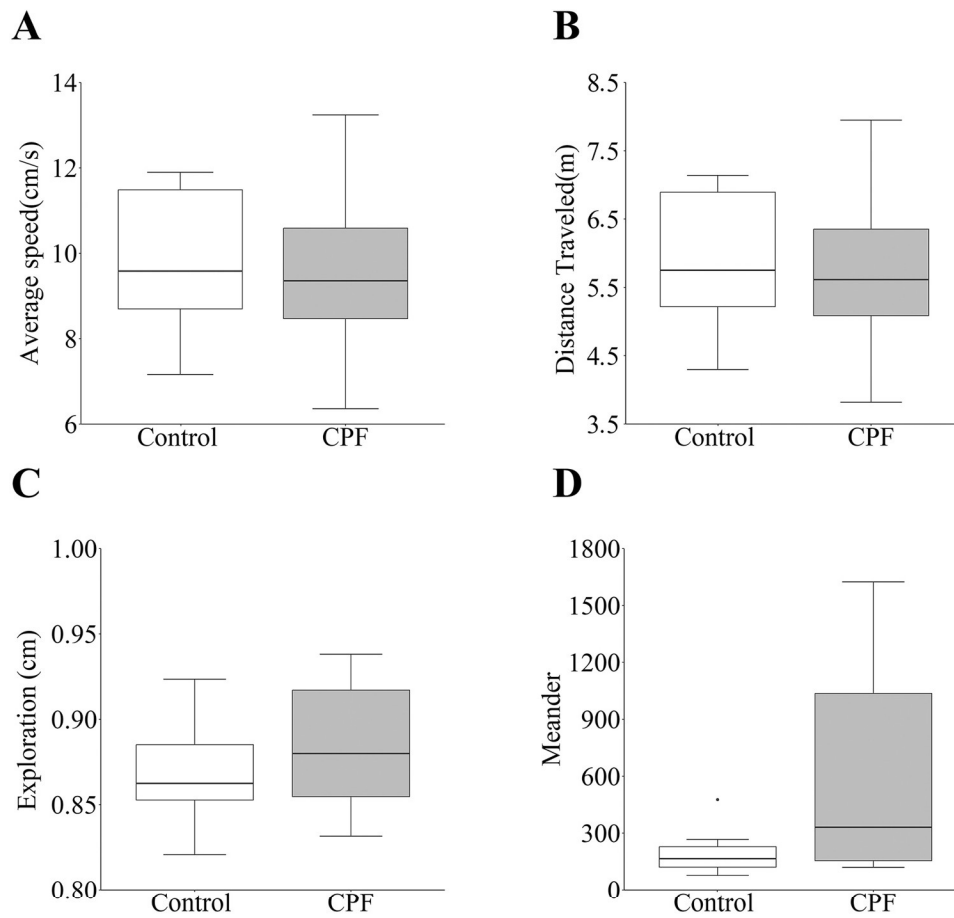 A
Average speed(cm/s)
14
12
10
8
6
Control CPF
B
Distance Traveled(m)
8.5
7.5
6.5
5.5
4.5
3.5
Control CPF
C
Exploration (cm)
1.00
0.95
0.90
0.85
0.80
Control CPF
D
Meander
1800
1500
1200
900
600
300
0
Control CPF